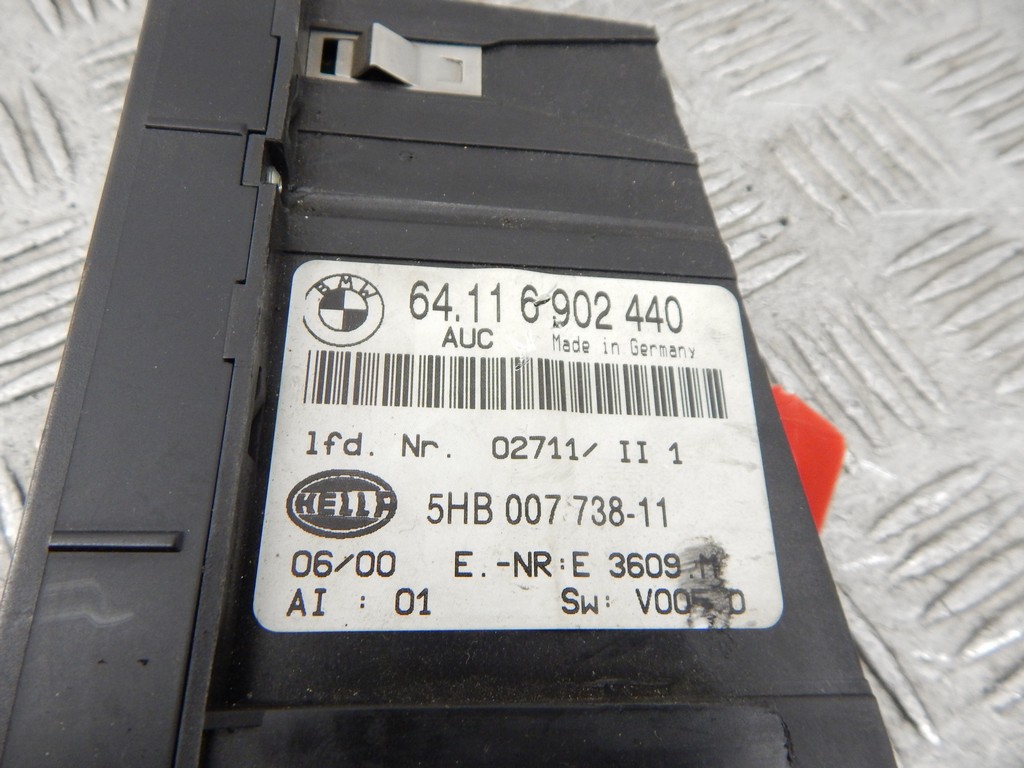 BMW
64.11 6 902 440
AUC Made in Germany
lfd. Nr. 02711/ II 1
HELLA 5HB 007 738-11
06/00 E.-NR:E 3609.M
AI : 01 Sw: